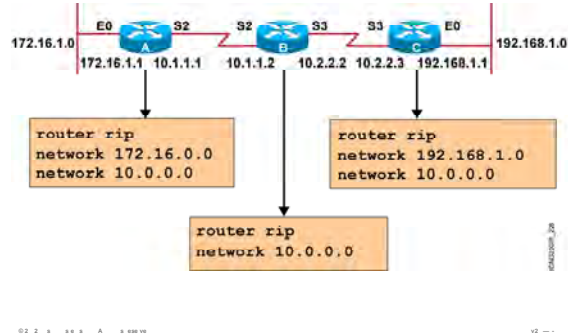 E0 S2 S2 S3 S3 E0
172.16.1.0 A B C 192.168.1.0
172.16.1.1 10.1.1.1 10.1.1.2 10.2.2.2 10.2.2.3 192.168.1.1
router rip
network 172.16.0.0
network 10.0.0.0
router rip
network 192.168.1.0
network 10.0.0.0
router rip
network 10.0.0.0